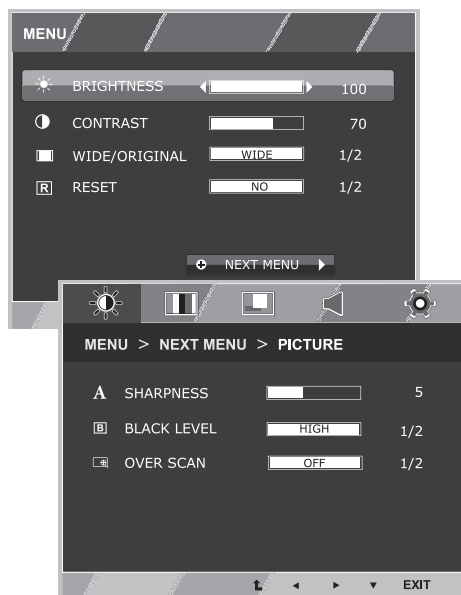 MENU
BRIGHTNESS 100
CONTRAST 70
WIDE/ORIGINAL WIDE 1/2
R RESET NO 1/2
NEXT MENU
MENU > NEXT MENU > PICTURE
A SHARPNESS 5
B BLACK LEVEL HIGH 1/2
OVER SCAN OFF 1/2
EXIT